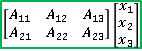 [A₁₁ A₁₂ A₁₃] [x₁
[A₂₁ A₂₂ A₂₃] x₂
x₃]